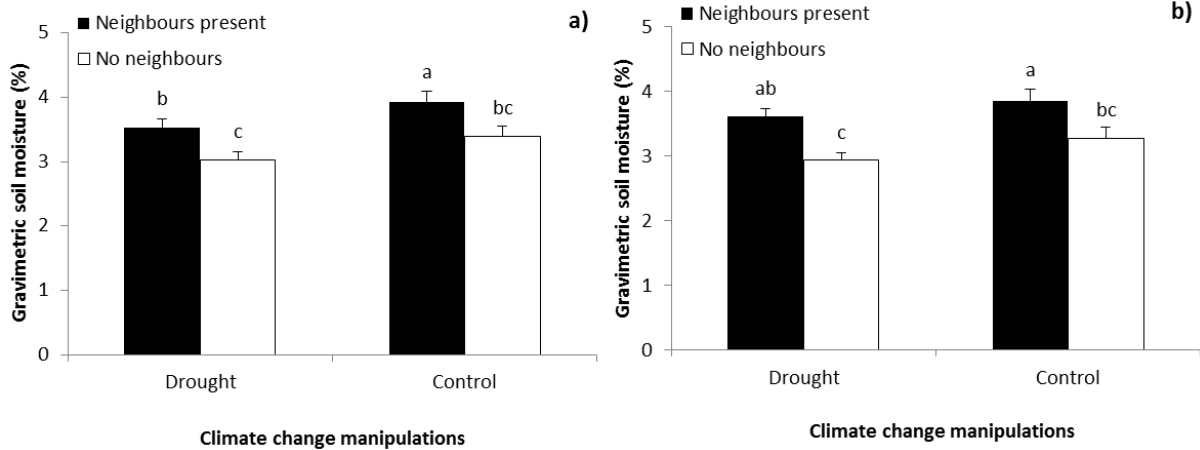 Neighbours present
No neighbours
a)
Gravimetric soil moisture (%)
5
4
3
2
1
0
b
c
a
bc
Drought
Control
Climate change manipulations
Neighbours present
No neighbours
b)
Gravimetric soil moisture (%)
5
4
3
2
1
0
ab
c
a
bc
Drought
Control
Climate change manipulations